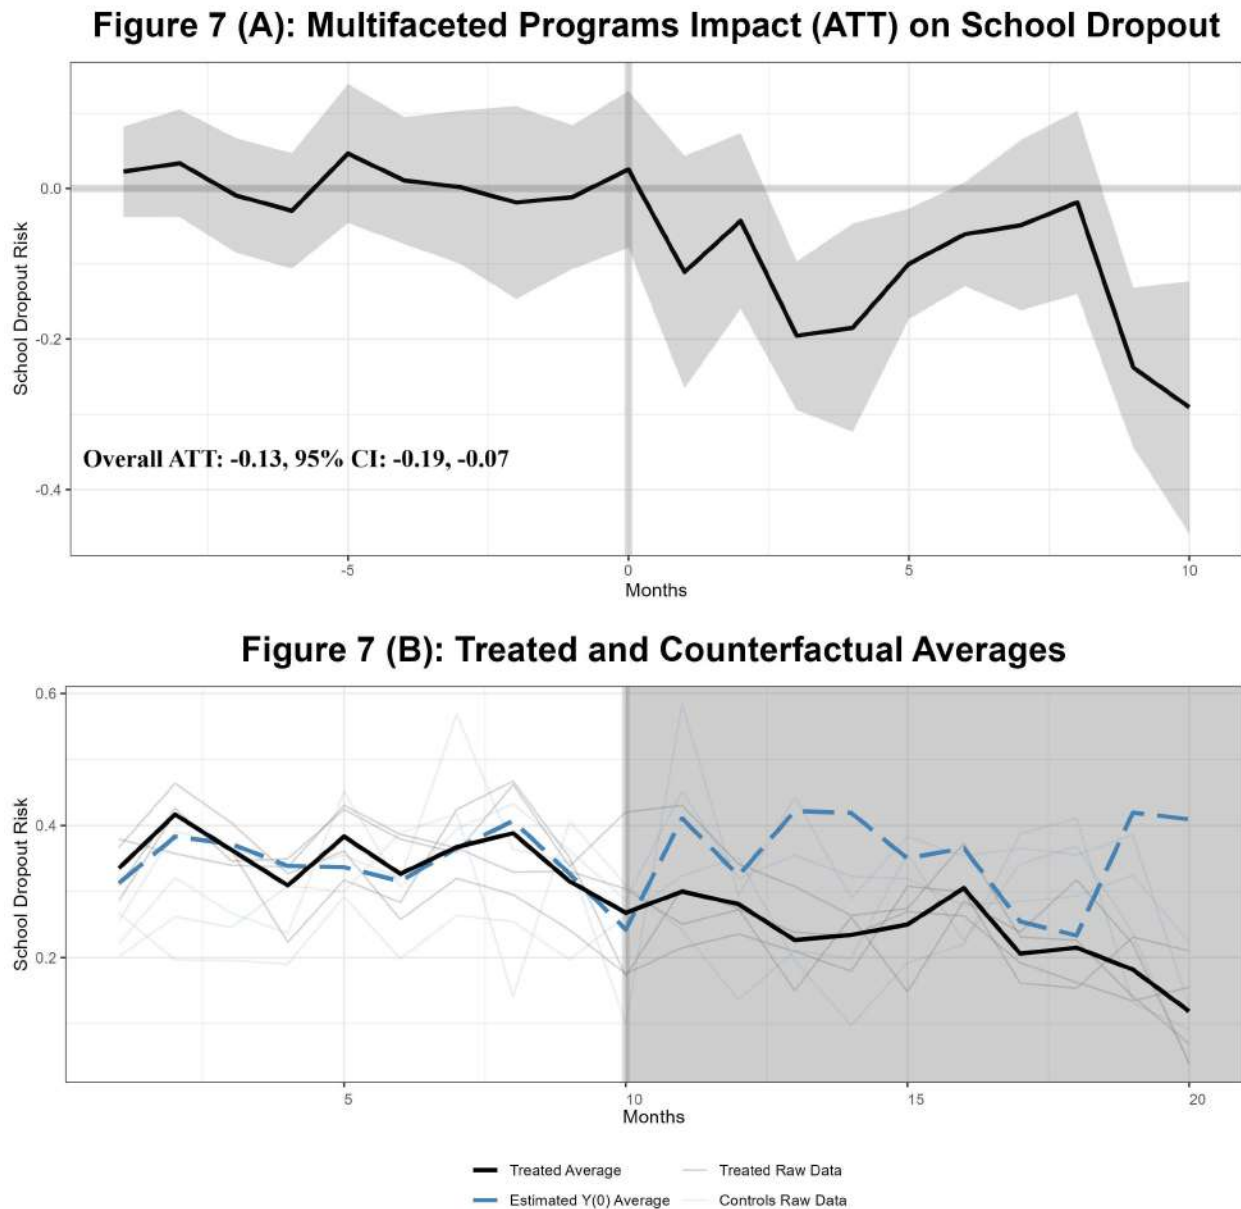 Figure 7 (A): Multifaceted Programs Impact (ATT) on School Dropout
School Dropout Risk
0.0
-0.2
-0.4
Overall ATT: -0.13, 95% CI: -0.19, -0.07
-5
0
5
10
Months
Figure 7 (B): Treated and Counterfactual Averages
School Dropout Risk
0.6
0.4
0.2
5
10
15
20
Months
Treated Average
Treated Raw Data
Estimated Y(0) Average
Controls Raw Data